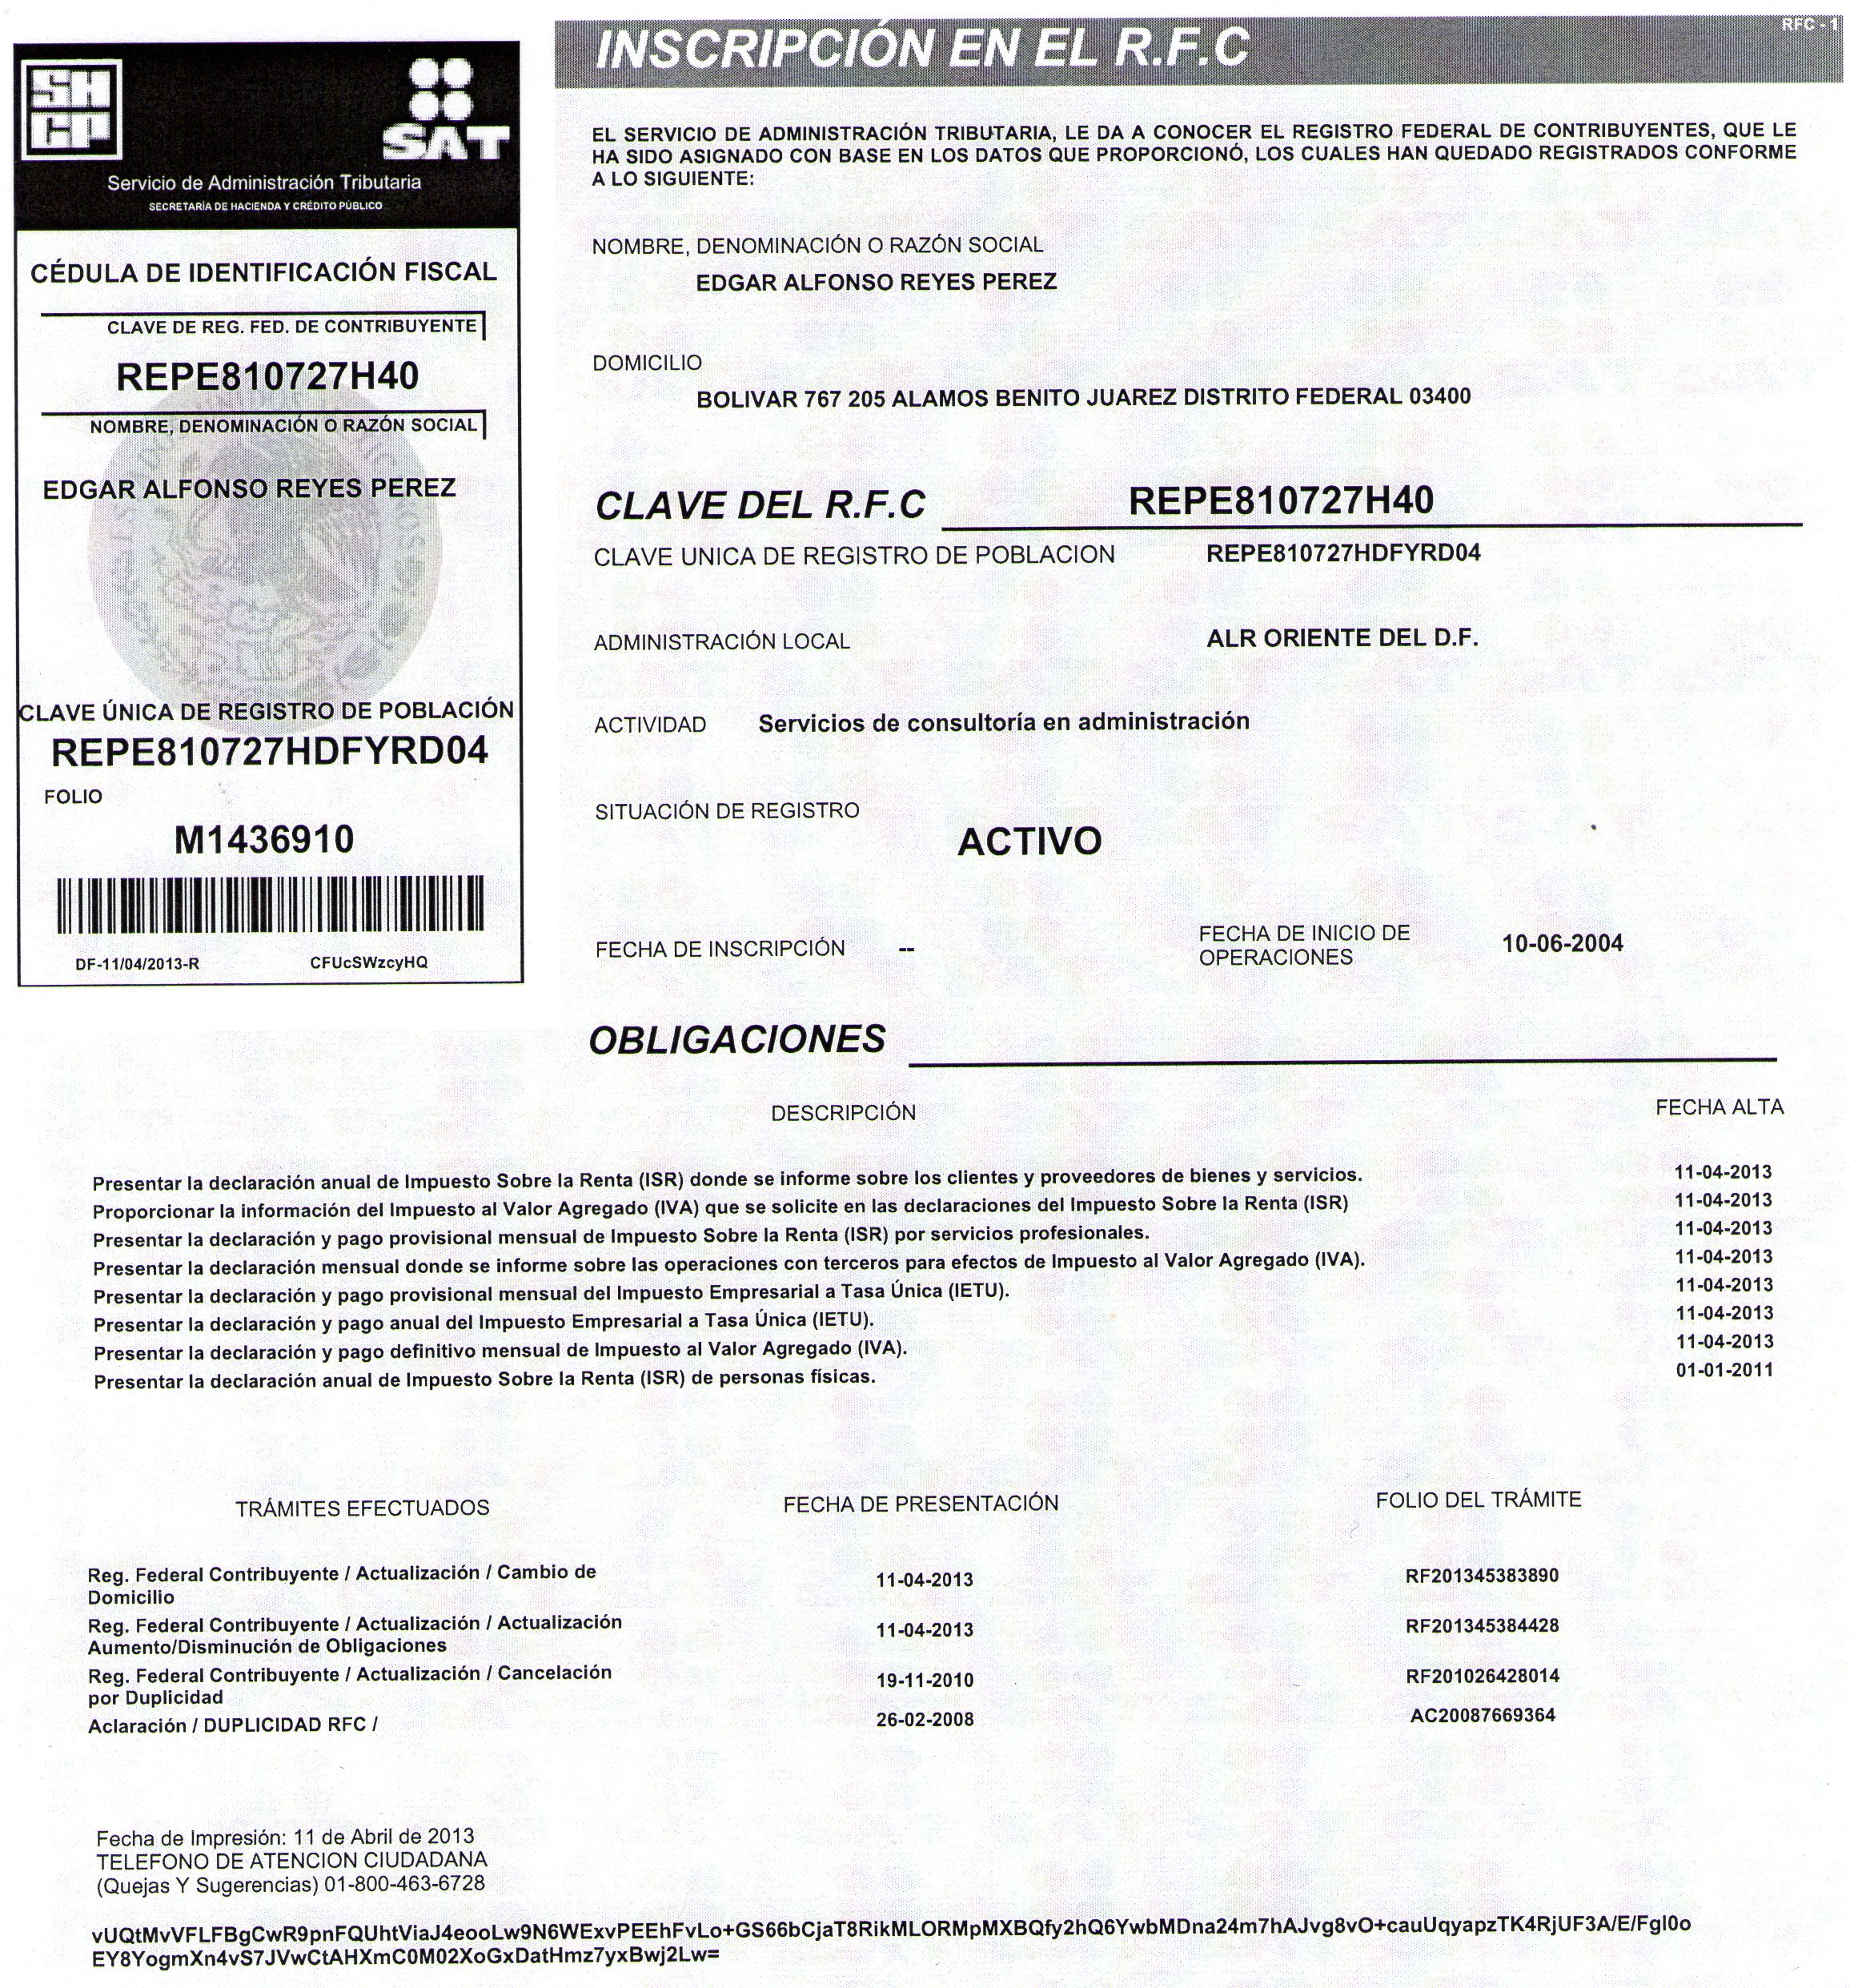 SHCP
SAT
Servicio de Administración Tributaria
SECRETARÍA DE HACIENDA Y CRÉDITO PÚBLICO
CÉDULA DE IDENTIFICACIÓN FISCAL
CLAVE DE REG. FED. DE CONTRIBUYENTE
REPE810727H40
NOMBRE, DENOMINACIÓN O RAZÓN SOCIAL
EDGAR ALFONSO REYES PEREZ
CLAVE ÚNICA DE REGISTRO DE POBLACIÓN
REPE810727HDFYRD04
FOLIO
M1436910
DF-11/04/2013-R CFUcSWzcyHQ
RFC - 1
INSCRIPCIÓN EN EL R.F.C
EL SERVICIO DE ADMINISTRACIÓN TRIBUTARIA, LE DA A CONOCER EL REGISTRO FEDERAL DE CONTRIBUYENTES, QUE LE
HA SIDO ASIGNADO CON BASE EN LOS DATOS QUE PROPORCIONÓ, LOS CUALES HAN QUEDADO REGISTRADOS CONFORME
A LO SIGUIENTE:
NOMBRE, DENOMINACIÓN O RAZÓN SOCIAL
EDGAR ALFONSO REYES PEREZ
DOMICILIO
BOLIVAR 767 205 ALAMOS BENITO JUAREZ DISTRITO FEDERAL 03400
CLAVE DEL R.F.C REPE810727H40
CLAVE UNICA DE REGISTRO DE POBLACION REPE810727HDFYRD04
ADMINISTRACIÓN LOCAL ALR ORIENTE DEL D.F.
ACTIVIDAD Servicios de consultoría en administración
SITUACIÓN DE REGISTRO
ACTIVO
FECHA DE INSCRIPCIÓN -- FECHA DE INICIO DE
OPERACIONES 10-06-2004
OBLIGACIONES
DESCRIPCIÓN FECHA ALTA
Presentar la declaración anual de Impuesto Sobre la Renta (ISR) donde se informe sobre los clientes y proveedores de bienes y servicios. 11-04-2013
Proporcionar la información del Impuesto al Valor Agregado (IVA) que se solicite en las declaraciones del Impuesto Sobre la Renta (ISR) 11-04-2013
Presentar la declaración y pago provisional mensual de Impuesto Sobre la Renta (ISR) por servicios profesionales. 11-04-2013
Presentar la declaración mensual donde se informe sobre las operaciones con terceros para efectos de Impuesto al Valor Agregado (IVA). 11-04-2013
Presentar la declaración y pago provisional mensual del Impuesto Empresarial a Tasa Única (IETU). 11-04-2013
Presentar la declaración y pago anual del Impuesto Empresarial a Tasa Única (IETU). 11-04-2013
Presentar la declaración y pago definitivo mensual de Impuesto al Valor Agregado (IVA). 11-04-2013
Presentar la declaración anual de Impuesto Sobre la Renta (ISR) de personas físicas. 01-01-2011
TRÁMITES EFECTUADOS FECHA DE PRESENTACIÓN FOLIO DEL TRÁMITE
Reg. Federal Contribuyente / Actualización / Cambio de
Domicilio 11-04-2013 RF201345383890
Reg. Federal Contribuyente / Actualización / Actualización
Aumento/Disminución de Obligaciones 11-04-2013 RF201345384428
Reg. Federal Contribuyente / Actualización / Cancelación
por Duplicidad 19-11-2010 RF201026428014
Aclaración / DUPLICIDAD RFC / 26-02-2008 AC20087669364
Fecha de Impresión: 11 de Abril de 2013
TELEFONO DE ATENCION CIUDADANA
(Quejas Y Sugerencias) 01-800-463-6728
vUQtMvVFLFBgCwR9pnFQUhtViaJ4eooLw9N6WExvPEEhFvLo+GS66bCjaT8RikMLORMpMXBQfy2hQ6YwbMDna24m7hAJvg8vO+cauUqyapzTK4RjUF3A/E/Fgl0o
EY8YogmXn4vS7JVwCtAHXmC0M02XoGxDatHmz7yxBwj2Lw=